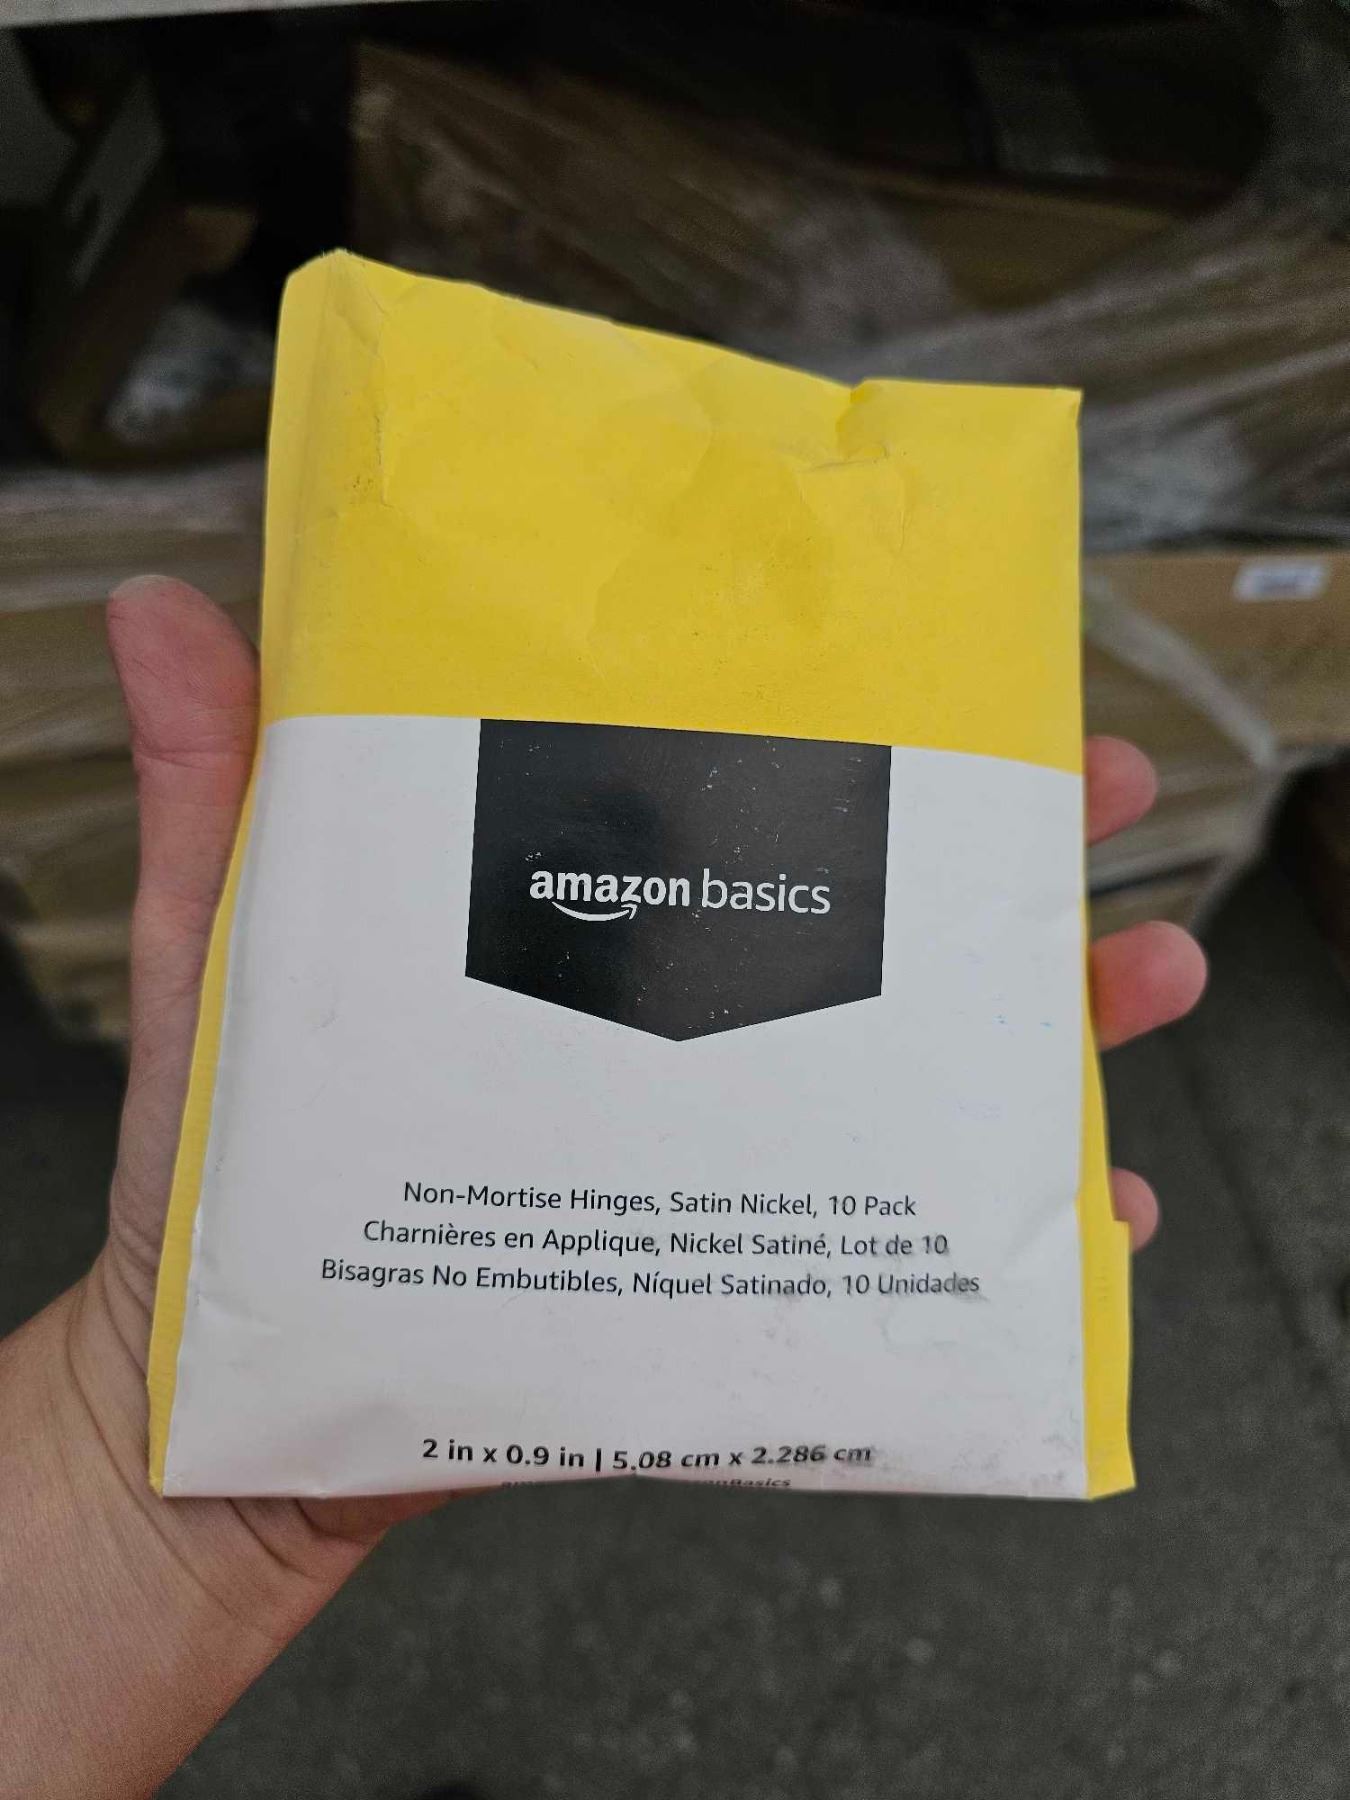 amazon basics
Non-Mortise Hinges, Satin Nickel, 10 Pack
Charnières en Applique, Nickel Satiné, Lot de 10
Bisagras No Embutibles, Níquel Satinado, 10 Unidades
2 in x 0.9 in | 5.08 cm x 2.286 cm